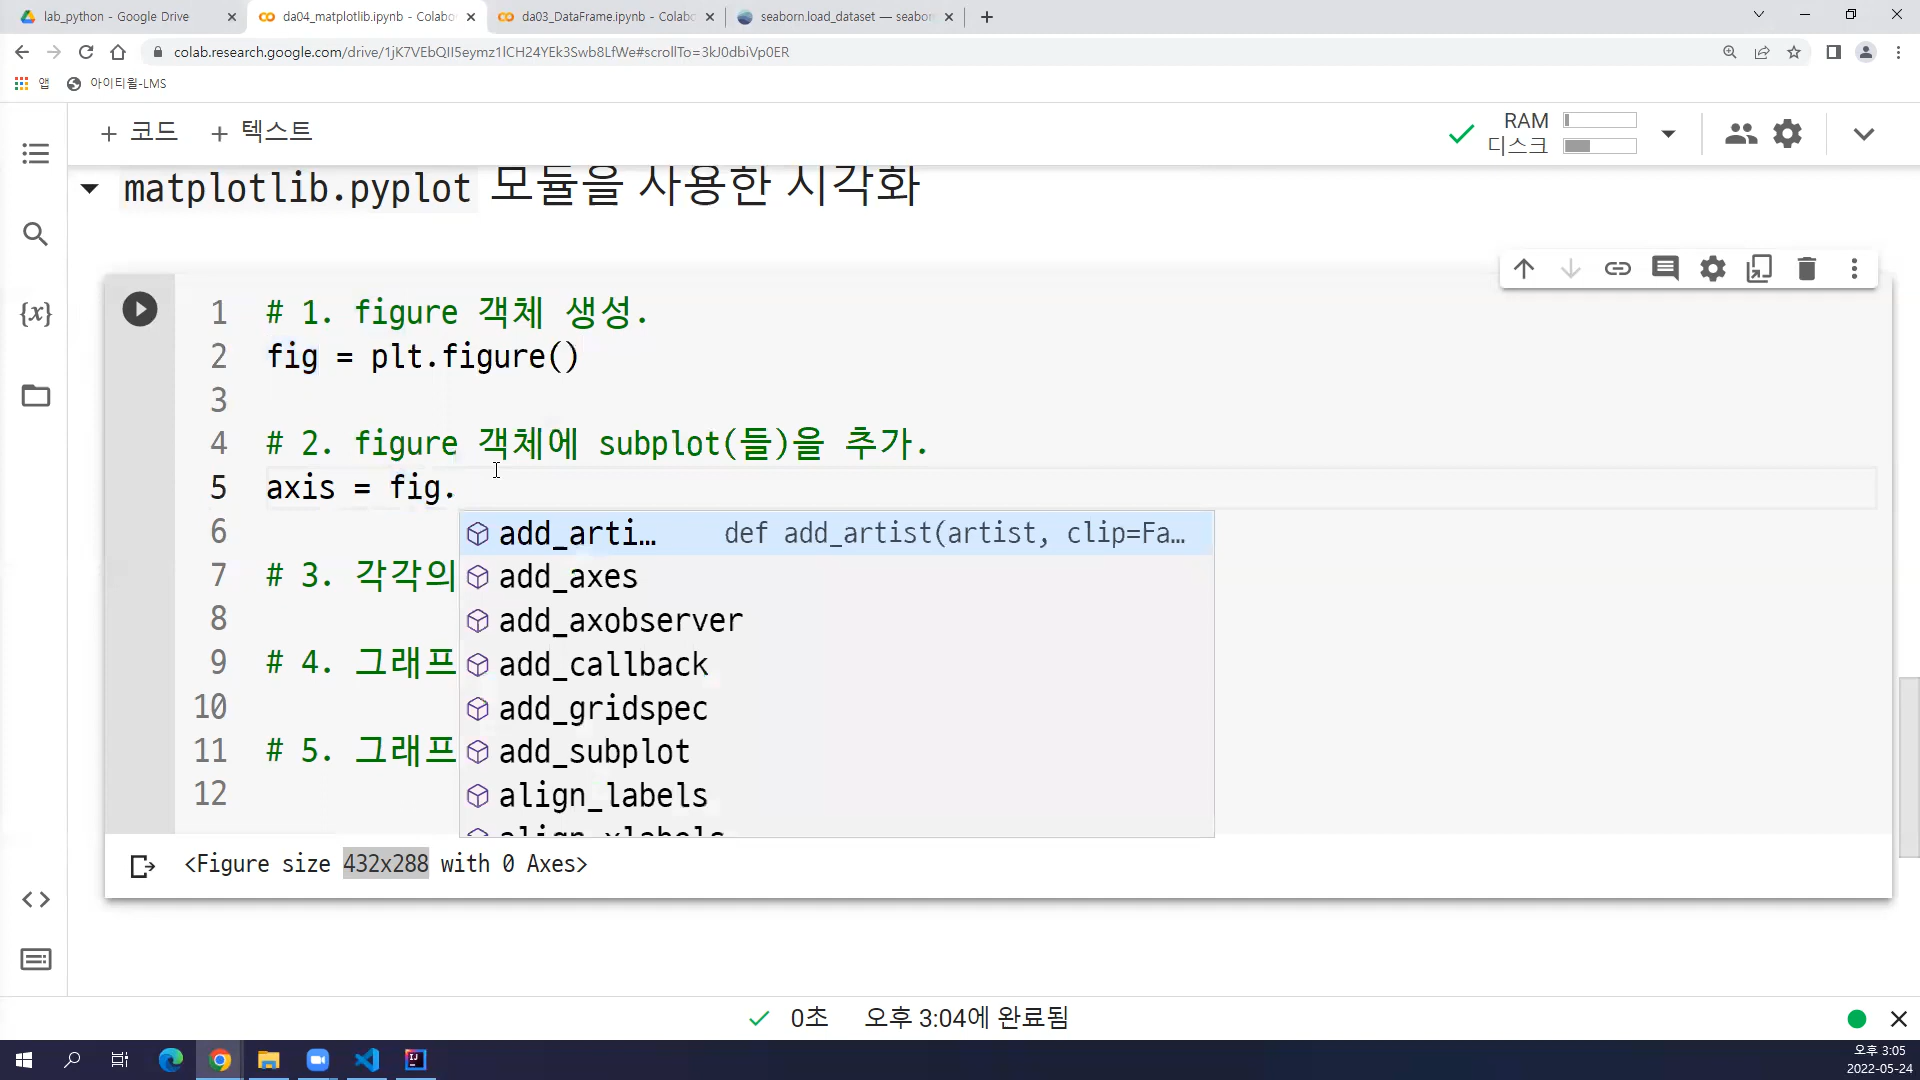 lab_python - Google Drive
da04_matplotlib.ipynb - Colabo
da03_DataFrame.ipynb - Colabo
seaborn.load_dataset — seabor
colab.research.google.com/drive/1jK7VEbQII5eymz1lCH24YEk3Swb8LfWe#scrollTo=3kJ0dbiVp0ER
앱
아이티윌-LMS
+ 코드 + 텍스트
RAM
디스크
matplotlib.pyplot 모듈을 사용한 시각화
{x}
1 # 1. figure 객체 생성.
2 fig = plt.figure()
3
4 # 2. figure 객체에 subplot(들)을 추가.
5 axis = fig.
6
7 # 3. 각각의
8
9 # 4. 그래프
10
11 # 5. 그래프
12
add_arti… def add_artist(artist, clip=Fa…
add_axes
add_axobserver
add_callback
add_gridspec
add_subplot
align_labels
align_xlabels
<Figure size 432x288 with 0 Axes>
0초 오후 3:04에 완료됨
오후 3:05
2022-05-24